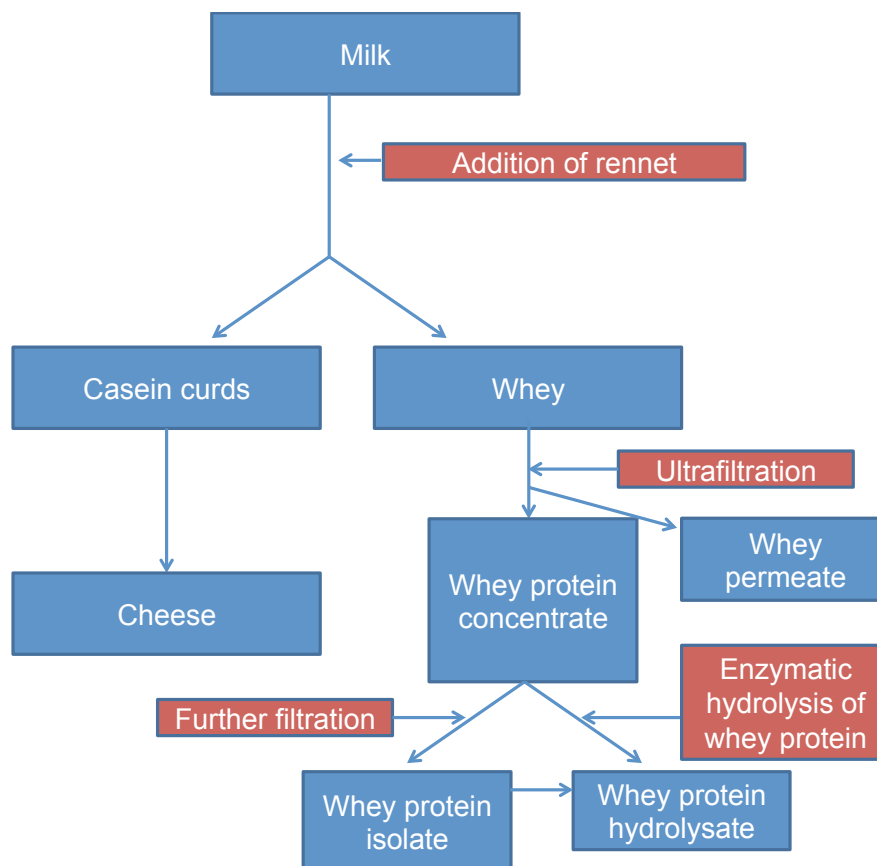 Milk
Addition of rennet
Casein curds
Whey
Ultrafiltration
Whey
permeate
Whey protein
concentrate
Cheese
Enzymatic
hydrolysis of
whey protein
Further filtration
Whey protein
isolate
Whey protein
hydrolysate